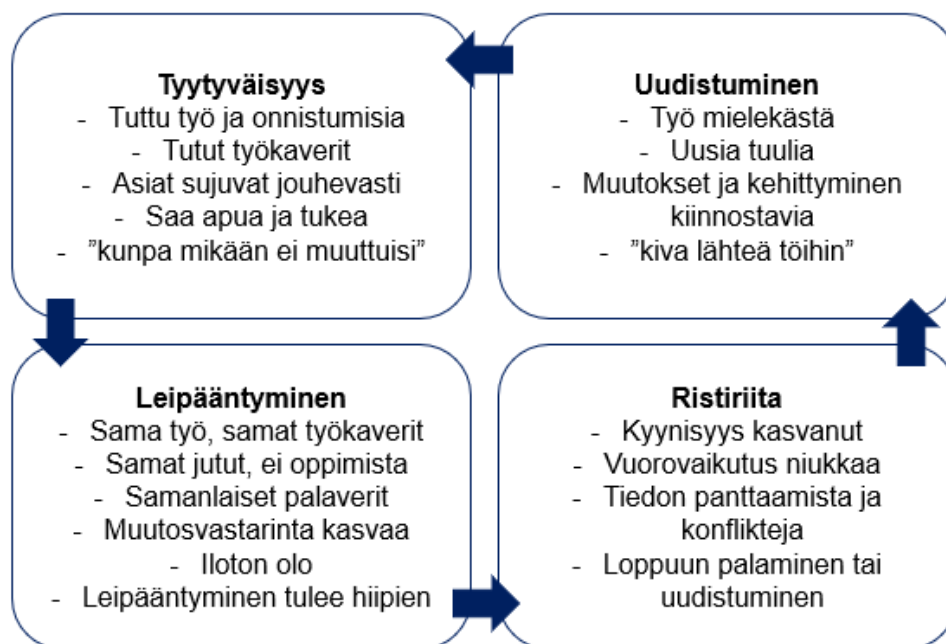 Tyytyväisyys
- Tuttu työ ja onnistumisia
- Tutut työkaverit
- Asiat sujuvat jouhevasti
- Saa apua ja tukea
- ”kunpa mikään ei muuttuisi”
Uudistuminen
- Työ mielekästä
- Uusia tuulia
- Muutokset ja kehittyminen
kiinnostavia
- ”kiva lähteä töihin”
Leipääntyminen
- Sama työ, samat työkaverit
- Samat jutut, ei oppimista
- Samanlaiset palaverit
- Muutosvastarinta kasvaa
- Iloton olo
- Leipääntyminen tulee hiipien
Ristiriita
- Kyynisyys kasvanut
- Vuorovaikutus niukkaa
- Tiedon panttaamista ja
konflikteja
- Loppuun palaminen tai
uudistuminen